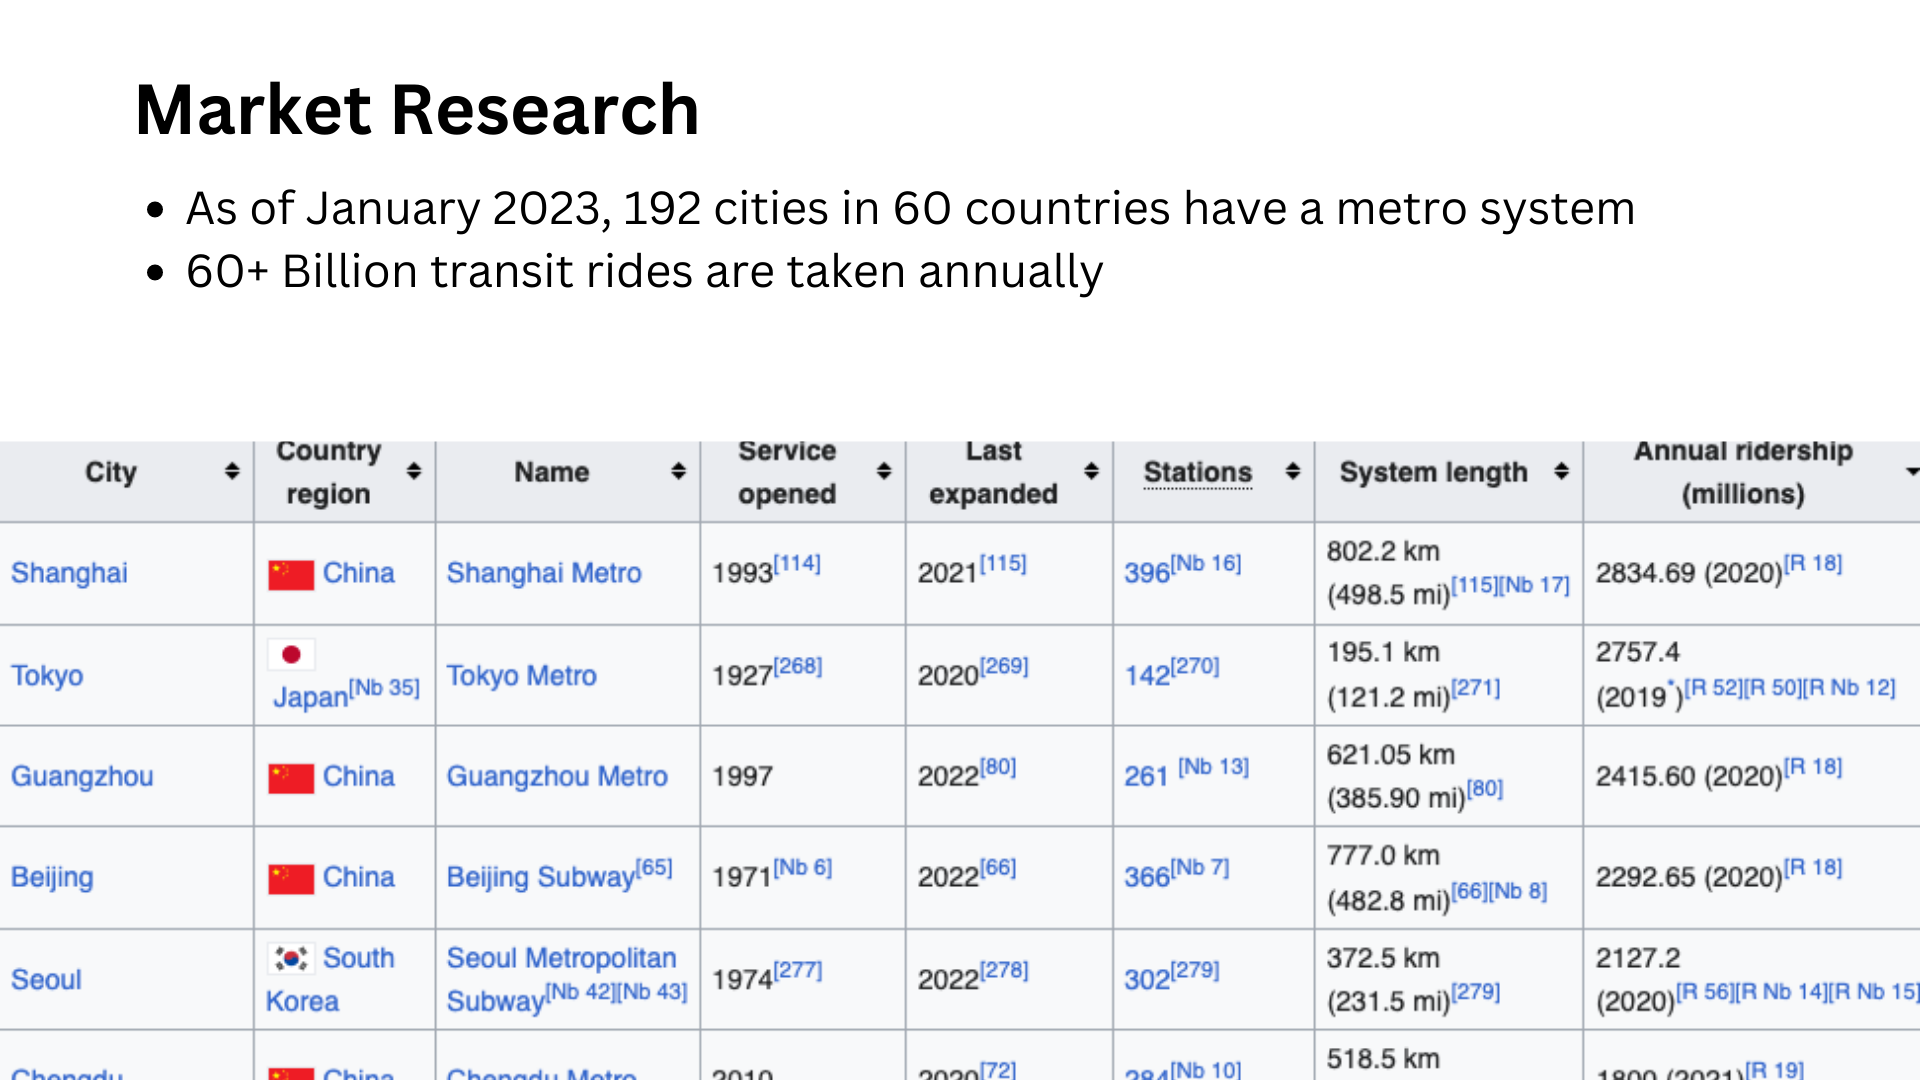 Market Research
• As of January 2023, 192 cities in 60 countries have a metro system
• 60+ Billion transit rides are taken annually
City Country region Name Service opened Last expanded Stations System length Annual ridership (millions)
Shanghai China Shanghai Metro 1993[114] 2021[115] 396[Nb 16] 802.2 km (498.5 mi)[115][Nb 17] 2834.69 (2020)[R 18]
Tokyo Japan[Nb 35] Tokyo Metro 1927[268] 2020[269] 142[270] 195.1 km (121.2 mi)[271] 2757.4 (2019*)[R 52][R 50][R Nb 12]
Guangzhou China Guangzhou Metro 1997 2022[80] 261 [Nb 13] 621.05 km (385.90 mi)[80] 2415.60 (2020)[R 18]
Beijing China Beijing Subway[65] 1971[Nb 6] 2022[66] 366[Nb 7] 777.0 km (482.8 mi)[66][Nb 8] 2292.65 (2020)[R 18]
Seoul South Korea Seoul Metropolitan Subway[Nb 42][Nb 43] 1974[277] 2022[278] 302[279] 372.5 km (231.5 mi)[279] 2127.2 (2020)[R 56][R Nb 14][R Nb 15]
Chengdu China Chengdu Metro 2010 2020[72] 284[Nb 10] 518.5 km 1800 (2021)[R 19]